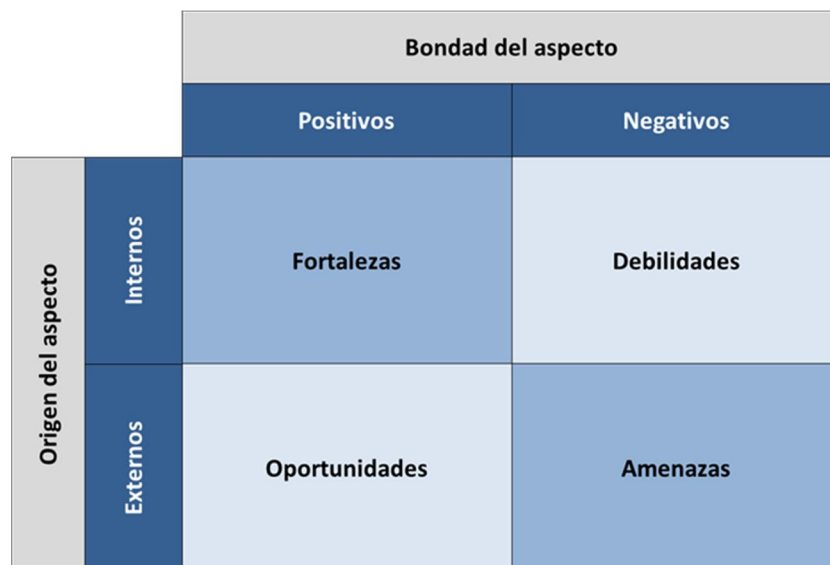 Bondad del aspecto
Positivos
Negativos
Origen del aspecto
Internos
Fortalezas
Debilidades
Externos
Oportunidades
Amenazas